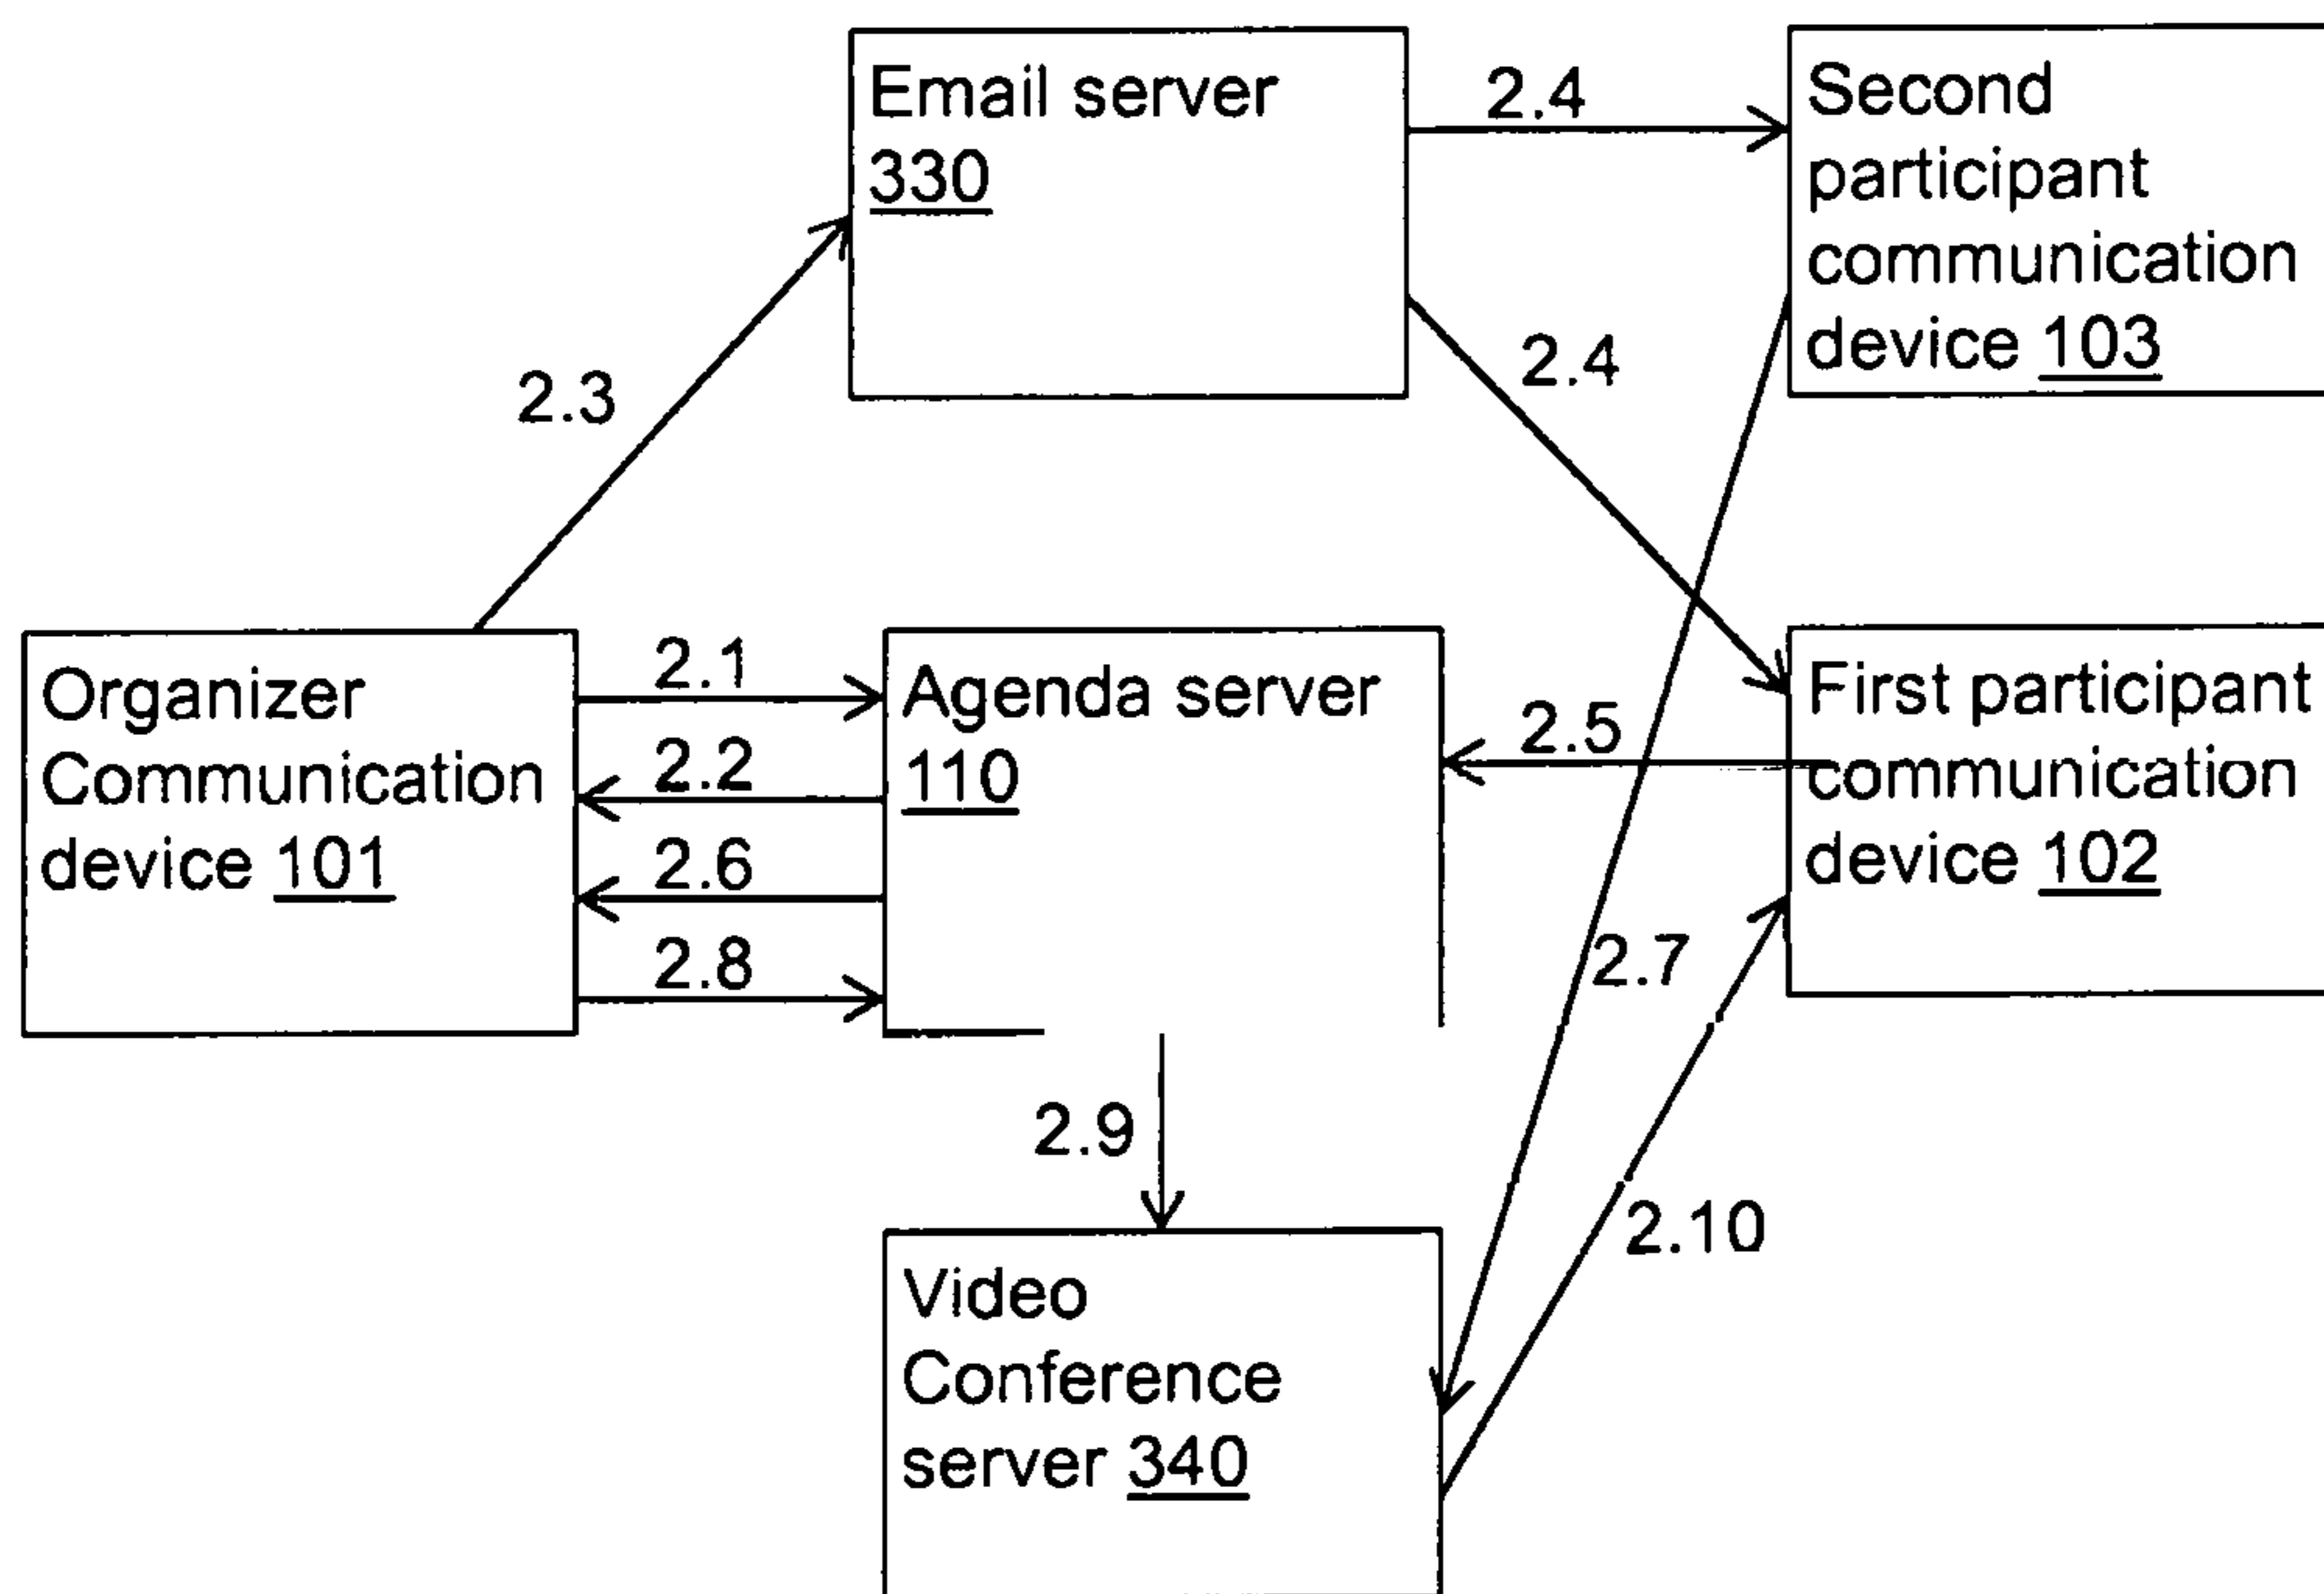 Email server
330
2.4
Second
participant
communication
device 103
2.3
2.4
Organizer
Communication
device 101
2.1
2.2
2.6
2.8
Agenda server
110
2.5
First participant
communication
device 102
2.7
2.9
2.10
Video
Conference
server 340